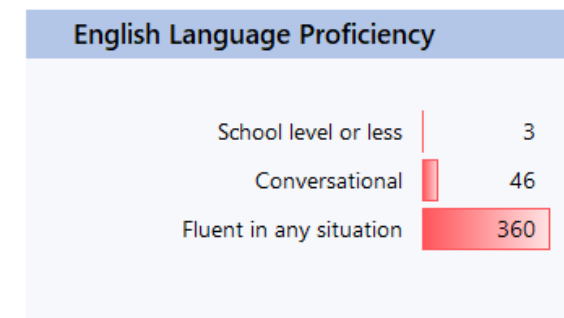 English Language Proficiency
School level or less 3
Conversational 46
Fluent in any situation 360